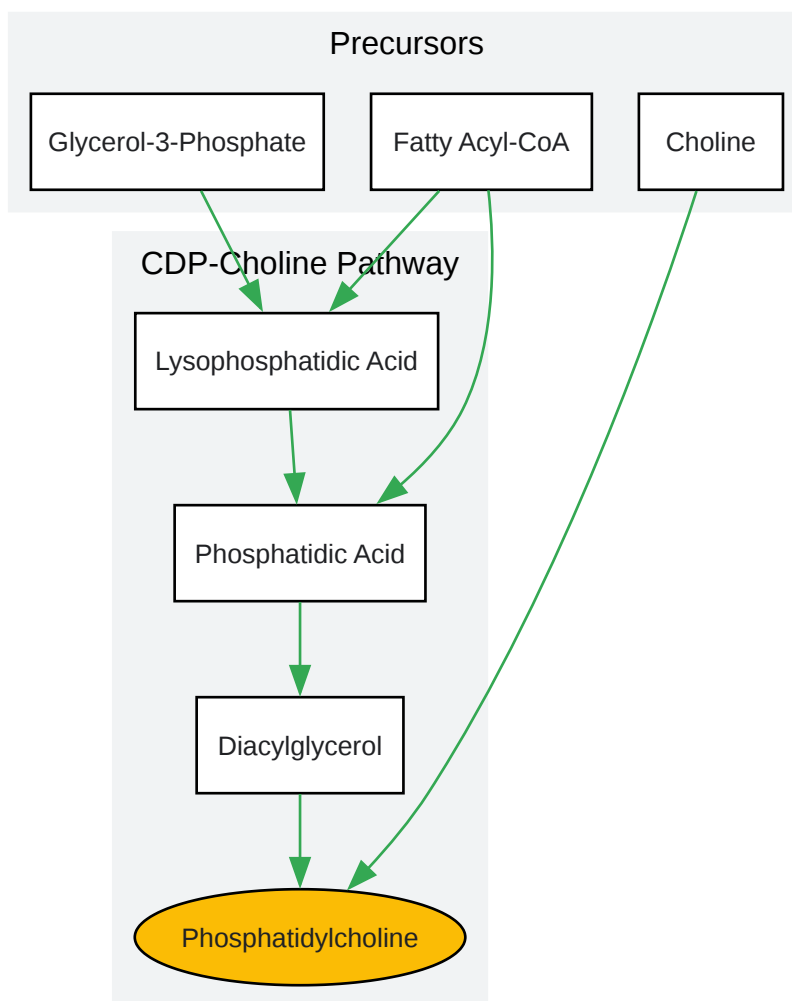 Precursors
Glycerol-3-Phosphate
Fatty Acyl-CoA
Choline
CDP-Choline Pathway
Lysophosphatidic Acid
Phosphatidic Acid
Diacylglycerol
Phosphatidylcholine